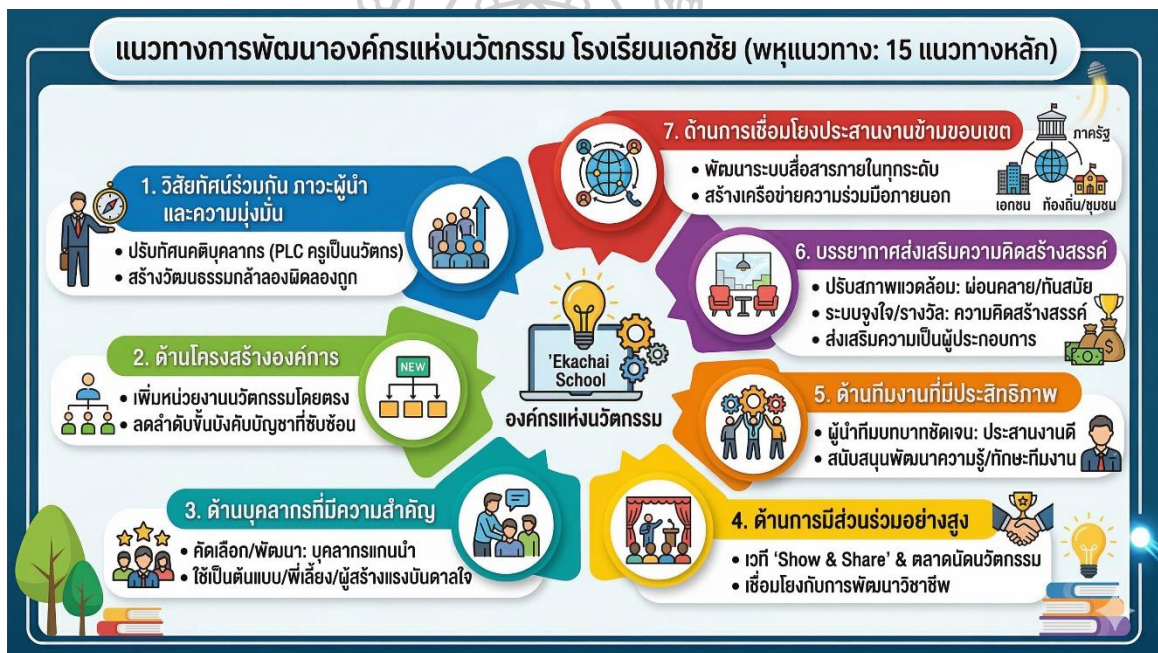 แนวทางการพัฒนาองค์กรแห่งนวัตกรรม โรงเรียนเอกชัย (พหุแนวทาง: 15 แนวทางหลัก)
1. วิสัยทัศน์ร่วมกัน ภาวะผู้นำ
และความมุ่งมั่น
• ปรับทัศนคติบุคลากร (PLC ครูเป็นนวัตกร)
• สร้างวัฒนธรรมกล้าลองผิดลองถูก
2. ด้านโครงสร้างองค์การ
NEW
• เพิ่มหน่วยงานนวัตกรรมโดยตรง
• ลดลำดับขั้นบังคับบัญชาที่ซับซ้อน
3. ด้านบุคลากรที่มีความสำคัญ
• คัดเลือก/พัฒนา: บุคลากรแกนนำ
• ใช้เป็นต้นแบบ/พี่เลี้ยง/ผู้สร้างแรงบันดาลใจ
'Ekachai
School
องค์กรแห่งนวัตกรรม
7. ด้านการเชื่อมโยงประสานงานข้ามขอบเขต
• พัฒนาระบบสื่อสารภายในทุกระดับ
• สร้างเครือข่ายความร่วมมือภายนอก
ภาครัฐ
เอกชน
ท้องถิ่น/ชุมชน
6. บรรยากาศส่งเสริมความคิดสร้างสรรค์
• ปรับสภาพแวดล้อม: ผ่อนคลาย/ทันสมัย
• ระบบจูงใจ/รางวัล: ความคิดสร้างสรรค์
• ส่งเสริมความเป็นผู้ประกอบการ
5. ด้านทีมงานที่มีประสิทธิภาพ
• ผู้นำทีมบทบาทชัดเจน: ประสานงานดี
• สนับสนุนพัฒนาความรู้/ทักษะทีมงาน
4. ด้านการมีส่วนร่วมอย่างสูง
• เวที 'Show & Share' & ตลาดนัดนวัตกรรม
• เชื่อมโยงกับการพัฒนาวิชาชีพ